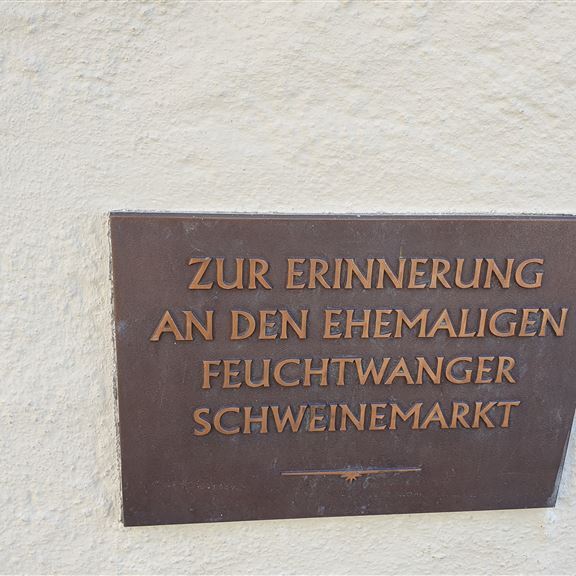 ZUR ERINNERUNG
AN DEN EHEMALIGEN
FEUCHTWANGER
SCHWEINEMARKT